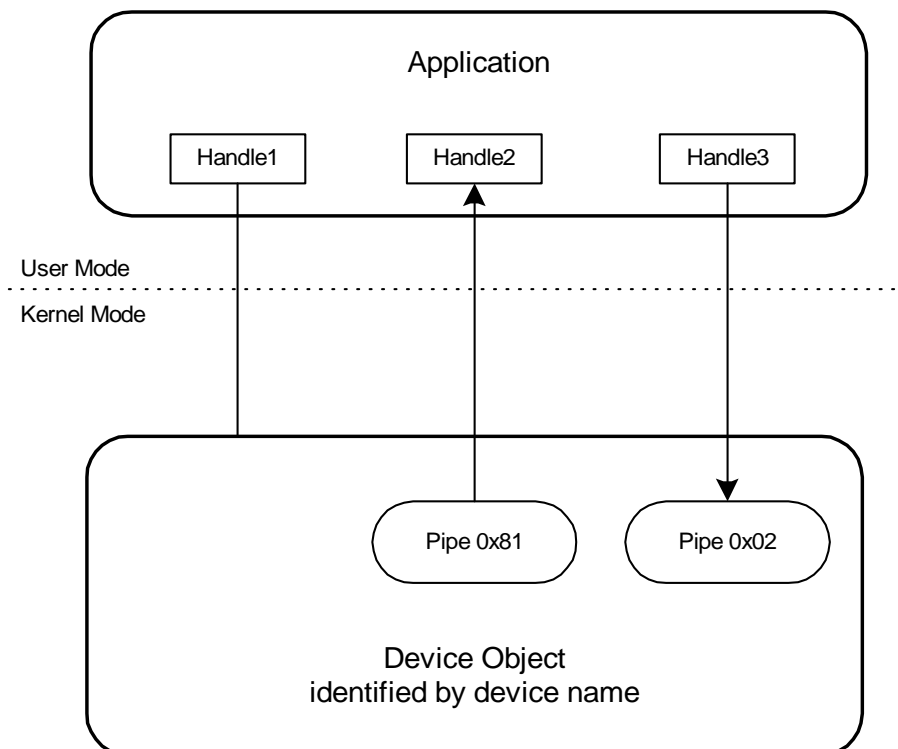 Application
Handle1
Handle2
Handle3
User Mode
Kernel Mode
Pipe 0x81
Pipe 0x02
Device Object
identified by device name